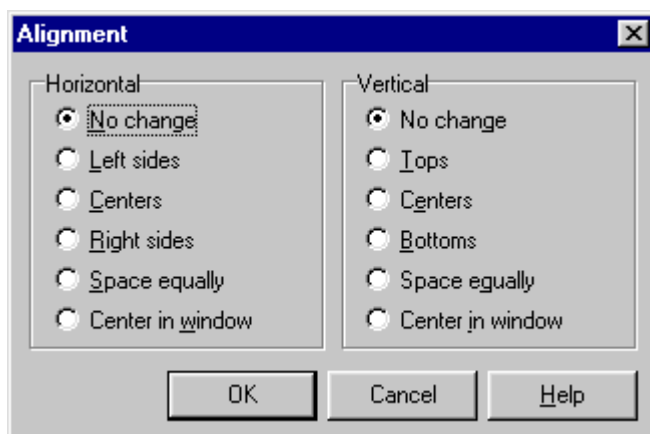 Alignment
Horizontal
No change
Left sides
Centers
Right sides
Space equally
Center in window
Vertical
No change
Tops
Centers
Bottoms
Space equally
Center in window
OK
Cancel
Help